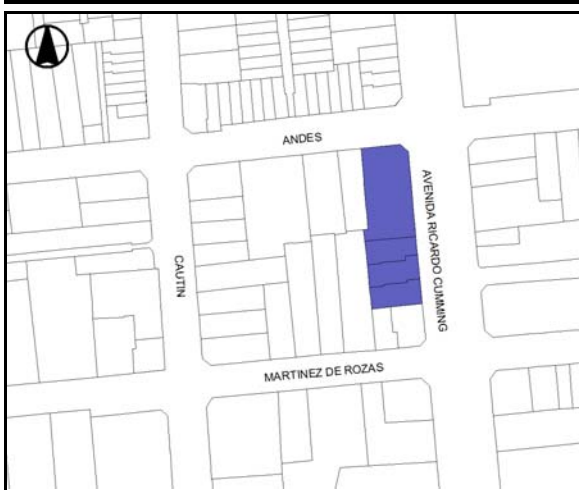 ANDES
AVENIDA RICARDO CUMMING
CAUTIN
MARTINEZ DE ROZAS